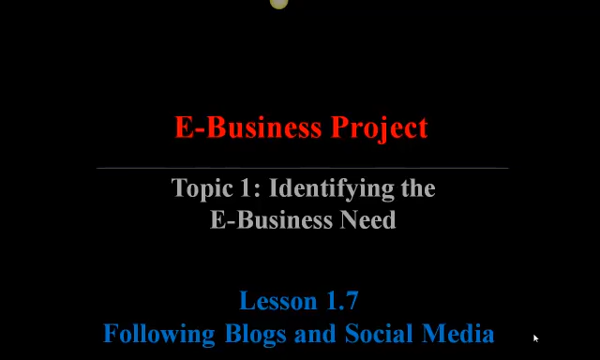 E-Business Project
Topic 1: Identifying the
E-Business Need
Lesson 1.7
Following Blogs and Social Media